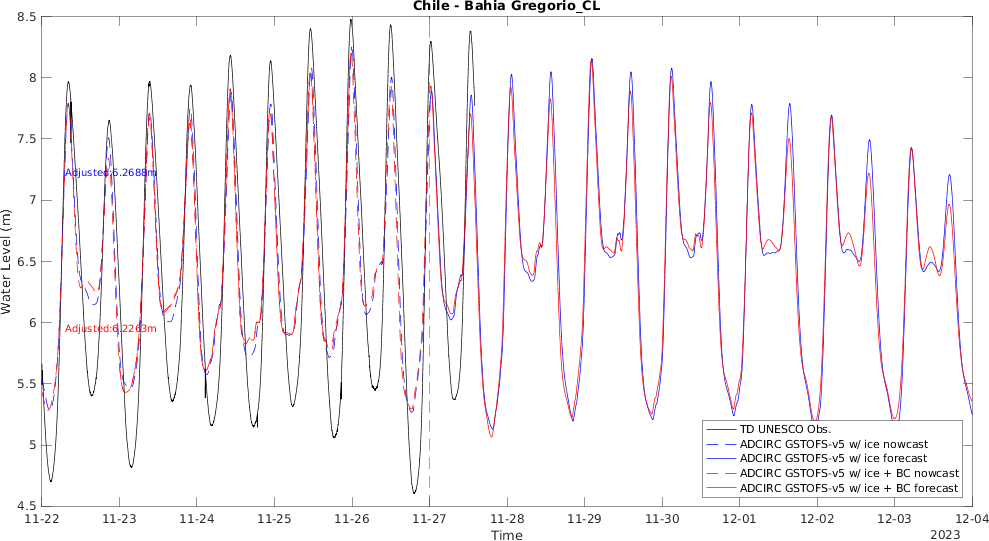 Chile - Bahia Gregorio_CL
8.5
8
7.5
7
6.5
6
5.5
5
4.5
Water Level (m)
Adjusted:6.2688m
Adjusted:6.2263m
TD UNESCO Obs.
ADCIRC GSTOFS-v5 w/ ice nowcast
ADCIRC GSTOFS-v5 w/ ice forecast
ADCIRC GSTOFS-v5 w/ ice + BC nowcast
ADCIRC GSTOFS-v5 w/ ice + BC forecast
11-22 11-23 11-24 11-25 11-26 11-27 11-28 11-29 11-30 12-01 12-02 12-03 12-04
Time
2023